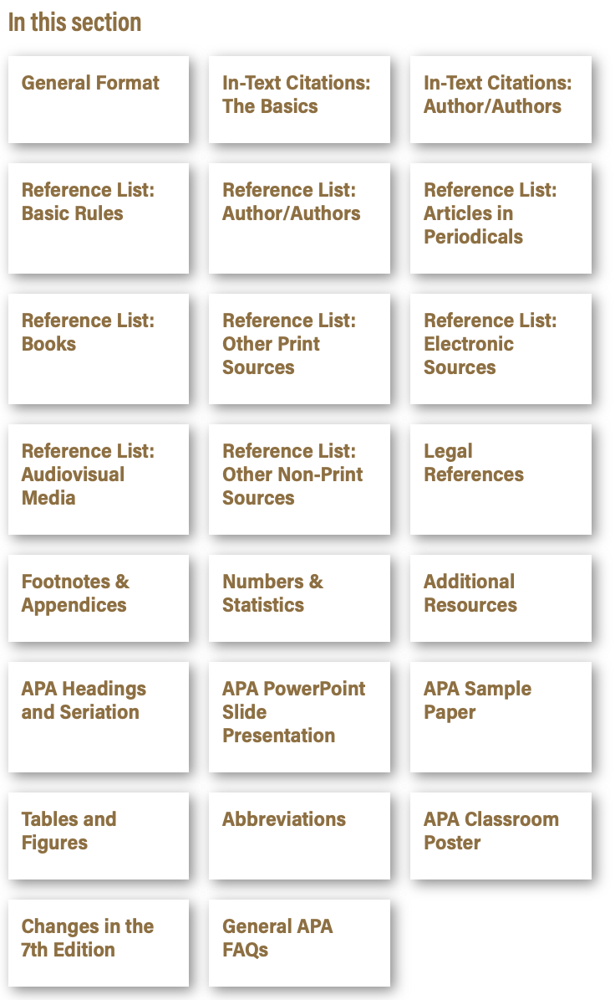 In this section
General Format
In-Text Citations:
The Basics
In-Text Citations:
Author/Authors
Reference List:
Basic Rules
Reference List:
Author/Authors
Reference List:
Articles in
Periodicals
Reference List:
Books
Reference List:
Other Print
Sources
Reference List:
Electronic
Sources
Reference List:
Audiovisual
Media
Reference List:
Other Non-Print
Sources
Legal
References
Footnotes &
Appendices
Numbers &
Statistics
Additional
Resources
APA Headings
and Seriation
APA PowerPoint
Slide
Presentation
APA Sample
Paper
Tables and
Figures
Abbreviations
APA Classroom
Poster
Changes in the
7th Edition
General APA
FAQs